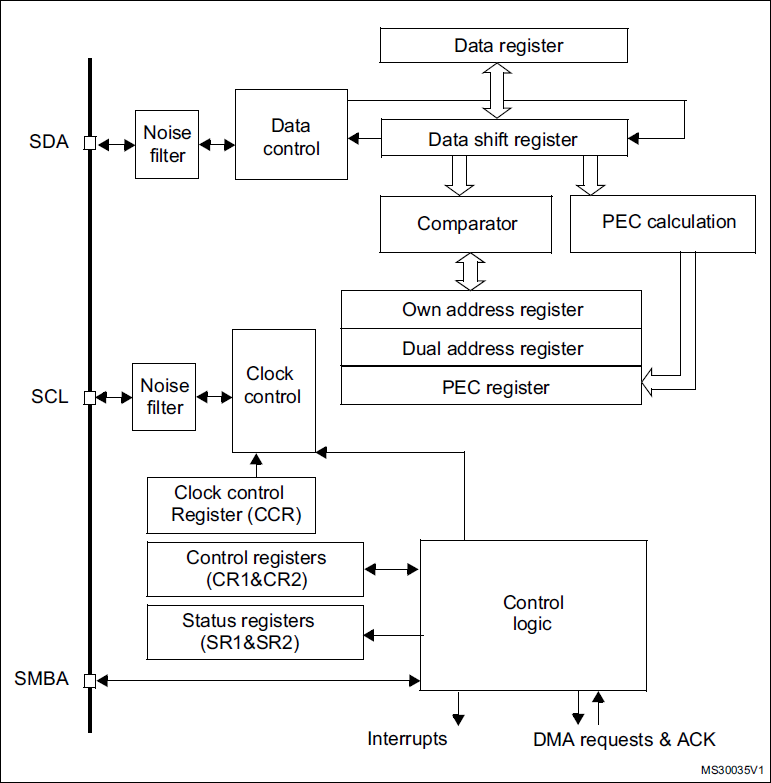 Data register
SDA
Noise
filter
Data
control
Data shift register
Comparator
PEC calculation
Own address register
Dual address register
PEC register
SCL
Noise
filter
Clock
control
Clock control
Register (CCR)
Control registers
(CR1&CR2)
Status registers
(SR1&SR2)
Control
logic
SMBA
Interrupts
DMA requests & ACK
MS30035V1